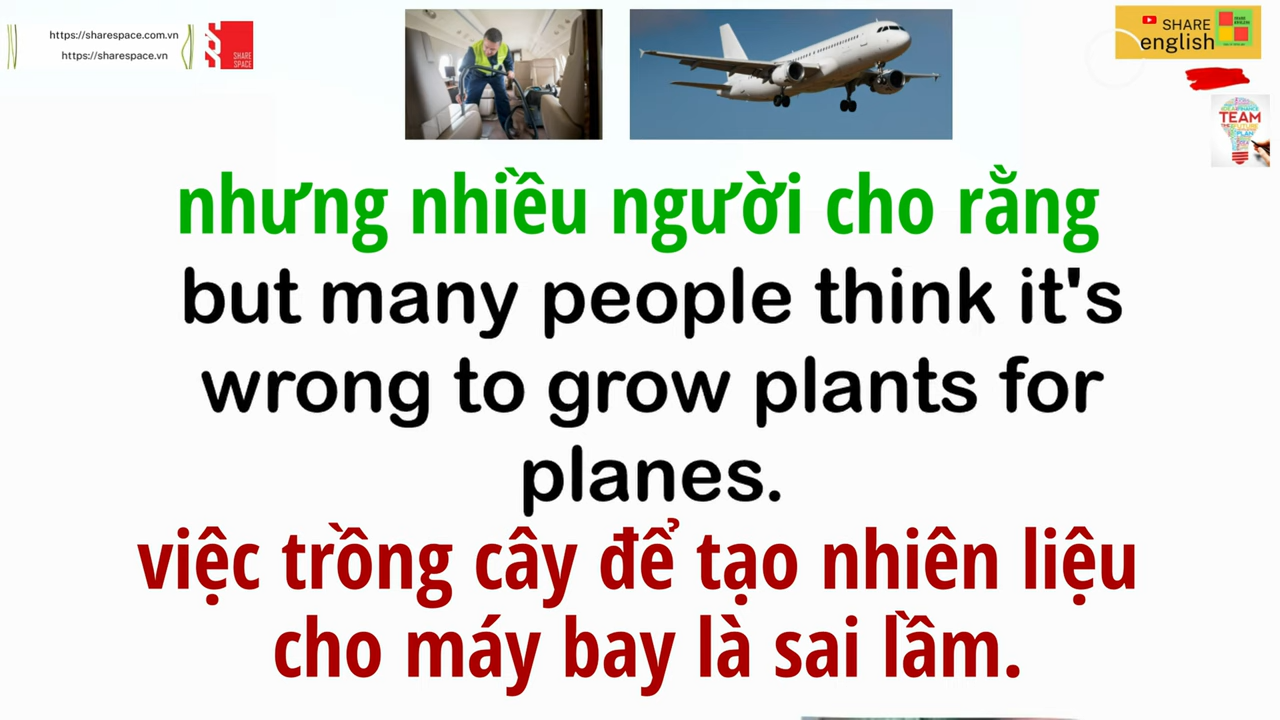 https://sharespace.com.vn
https://sharespace.vn
SHARE
SPACE
SHARE
english
TEAM
PLAN
nhưng nhiều người cho rằng
but many people think it's
wrong to grow plants for
planes.
việc trồng cây để tạo nhiên liệu
cho máy bay là sai lầm.